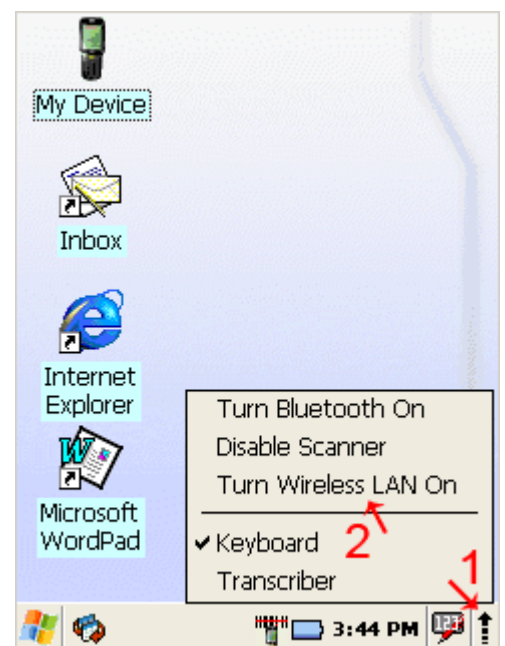 My Device
Inbox
Internet
Explorer
Microsoft
WordPad
Turn Bluetooth On
Disable Scanner
Turn Wireless LAN On
2
Keyboard
Transcriber
1
3:44 PM
123